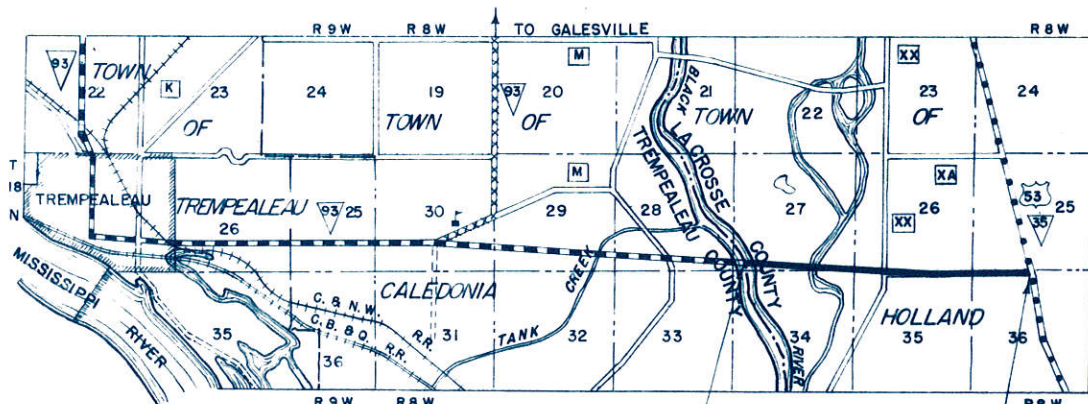 R 9 W R 8 W TO GALESVILLE R 8 W
93 TOWN K M 93 BLACK XX
22 23 24 19 20 21 22 23 24
OF TOWN OF TOWN OF
T 18 N
TREMPEALEAU TREMPEALEAU 93 25 30 M 29 28 27 26 XA 25
26 XX 53 35
TREMPEALEAU COUNTY
LA CROSSE COUNTY
MISSISSIPPI RIVER
CALEDONIA
CREEK
HOLLAND
C. & N.W. R.R.
C. B. & Q. R.R.
TANK
35 36 31 32 33 34 35 36
RIVER
R 9 W R 8 W R 8 W